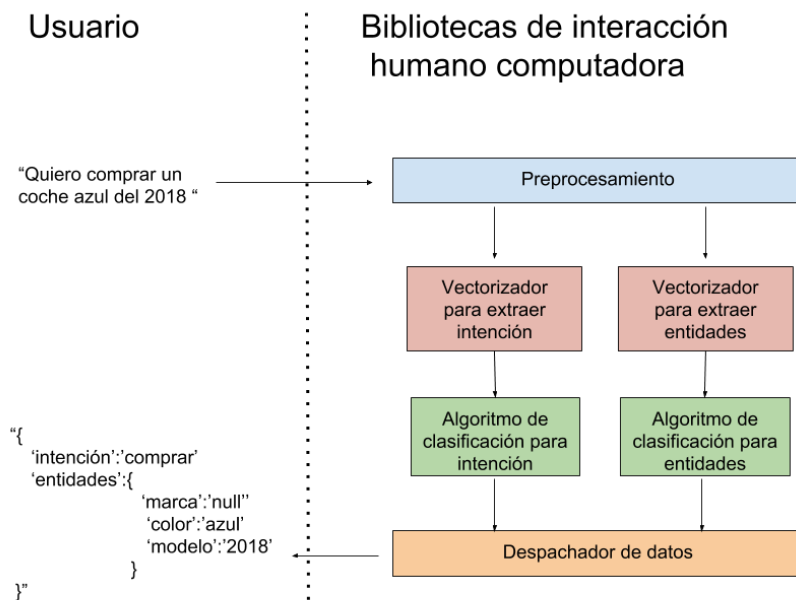 Usuario
Bibliotecas de interacción
humano computadora
“Quiero comprar un
coche azul del 2018 “
Preprocesamiento
Vectorizador
para extraer
intención
Vectorizador
para extraer
entidades
Algoritmo de
clasificación para
intención
Algoritmo de
clasificación para
entidades
“{
‘intención’:’comprar’
‘entidades’:{
‘marca’:’null’’
‘color’:’azul’
‘modelo’:’2018’
}
}”
Despachador de datos